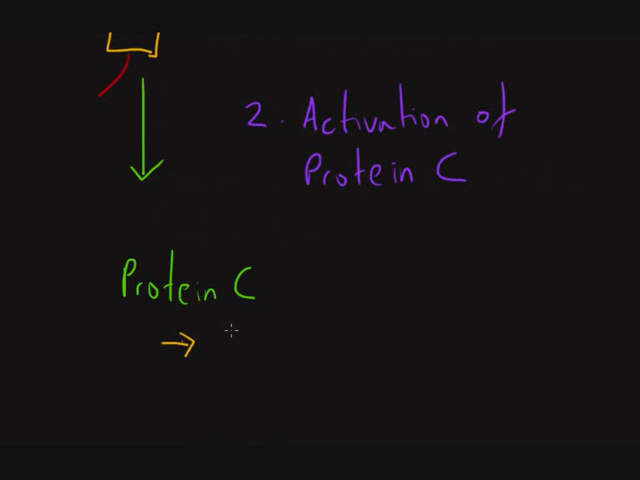 2. Activation of
Protein C
Protein C
→